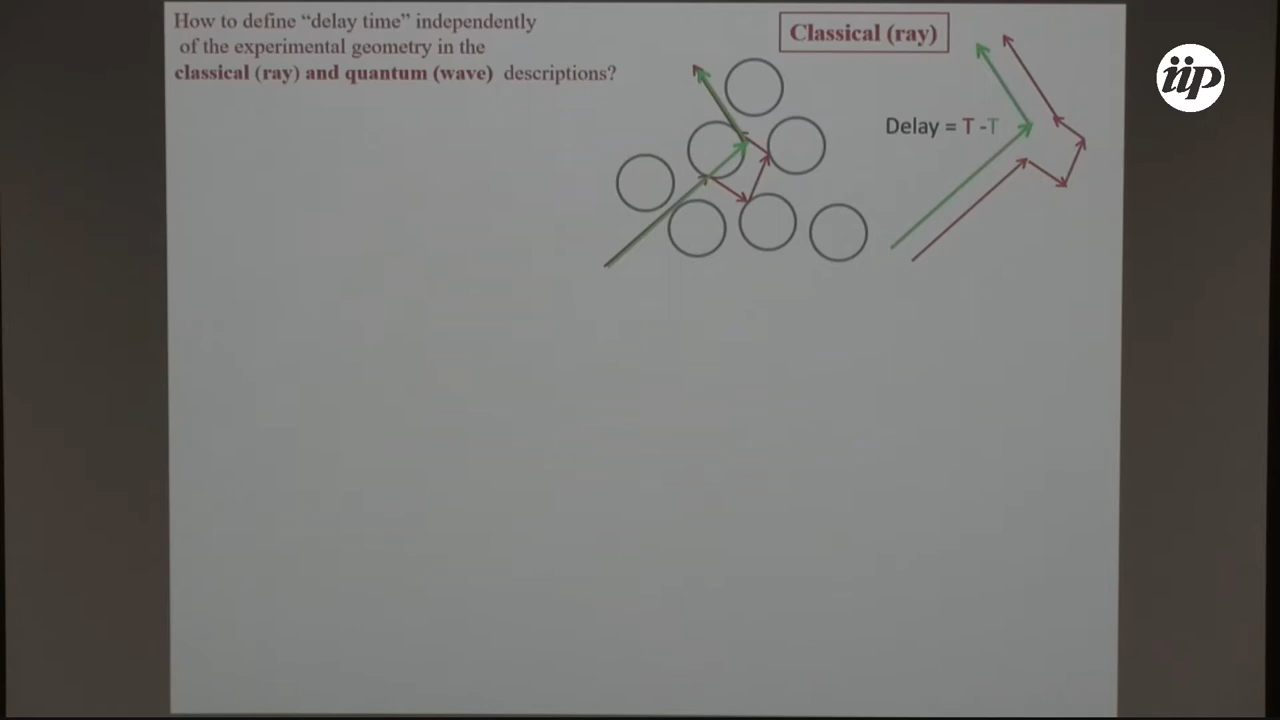 How to define “delay time” independently
of the experimental geometry in the
classical (ray) and quantum (wave) descriptions?
Classical (ray)
Delay = T -T
iip